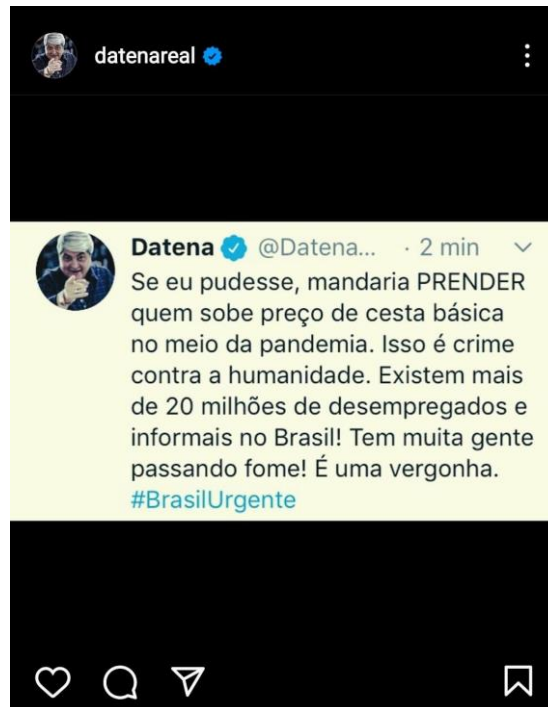 datenareal
Datena @Datena... · 2 min
Se eu pudesse, mandaria PRENDER
quem sobe preço de cesta básica
no meio da pandemia. Isso é crime
contra a humanidade. Existem mais
de 20 milhões de desempregados e
informais no Brasil! Tem muita gente
passando fome! É uma vergonha.
#BrasilUrgente